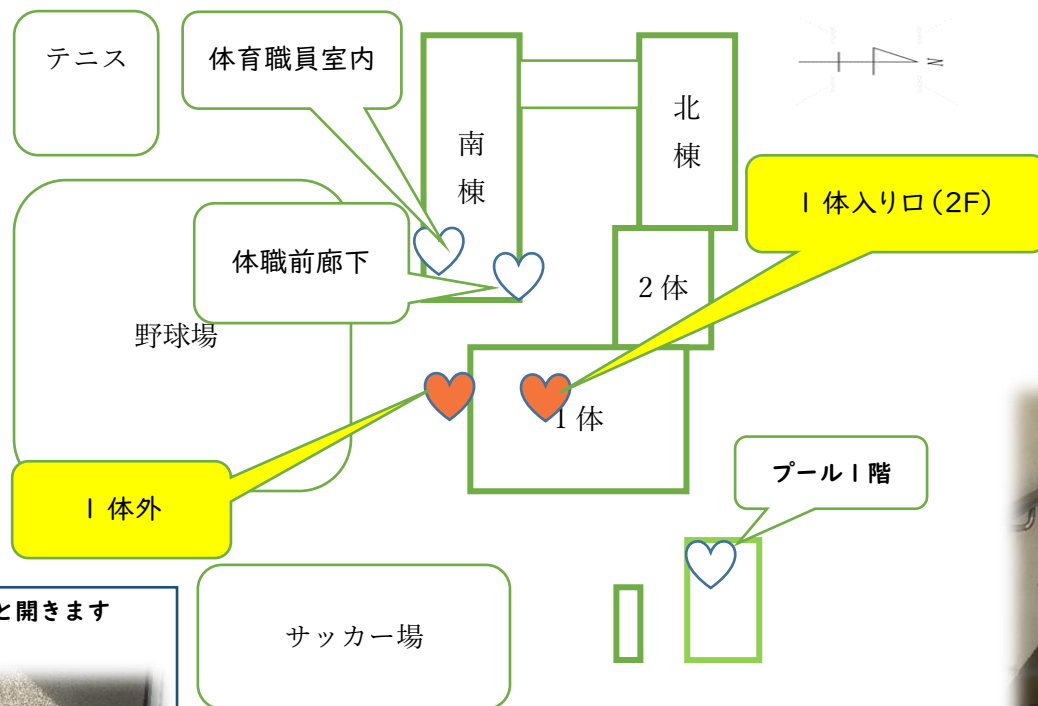 テニス
体育職員室内
南
棟
北
棟
N
1体入り口(2F)
体職前廊下
2体
野球場
1体
プール1階
1体外
と開きます
サッカー場